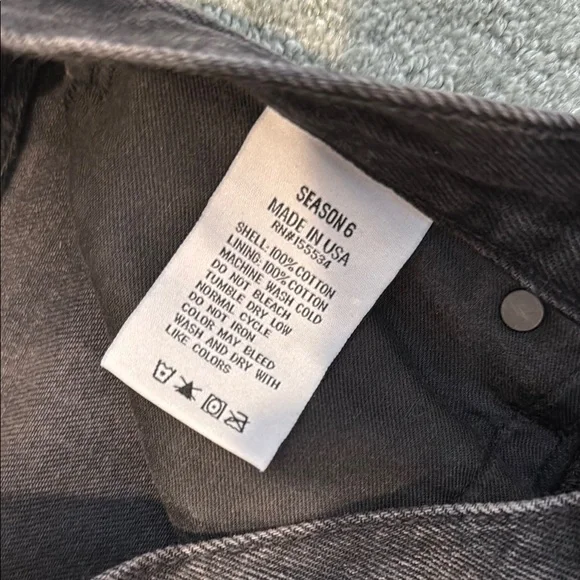 SEASON 6
MADE IN USA
RN#155534
SHELL: 100% COTTON
LINING: 100% COTTON
MACHINE WASH COLD
DO NOT BLEACH
TUMBLE DRY LOW
NORMAL CYCLE
DO NOT IRON
COLOR MAY BLEED
WASH AND DRY WITH
LIKE COLORS